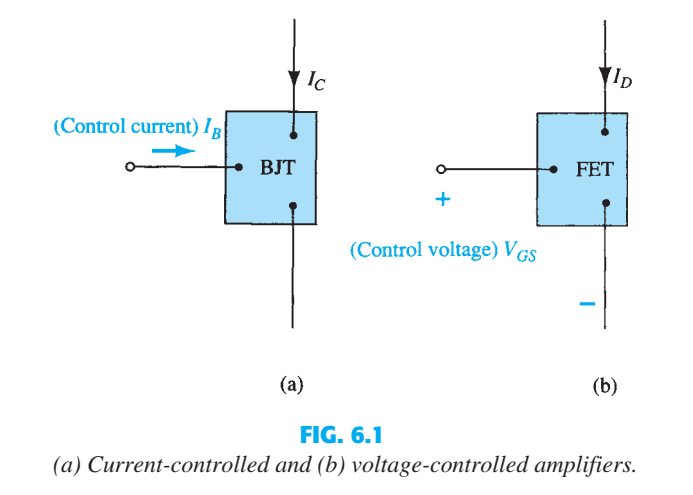 I_C
I_D
(Control current) I_B
BJT
FET
+
(Control voltage) V_GS
−
(a)
(b)
FIG. 6.1
(a) Current-controlled and (b) voltage-controlled amplifiers.